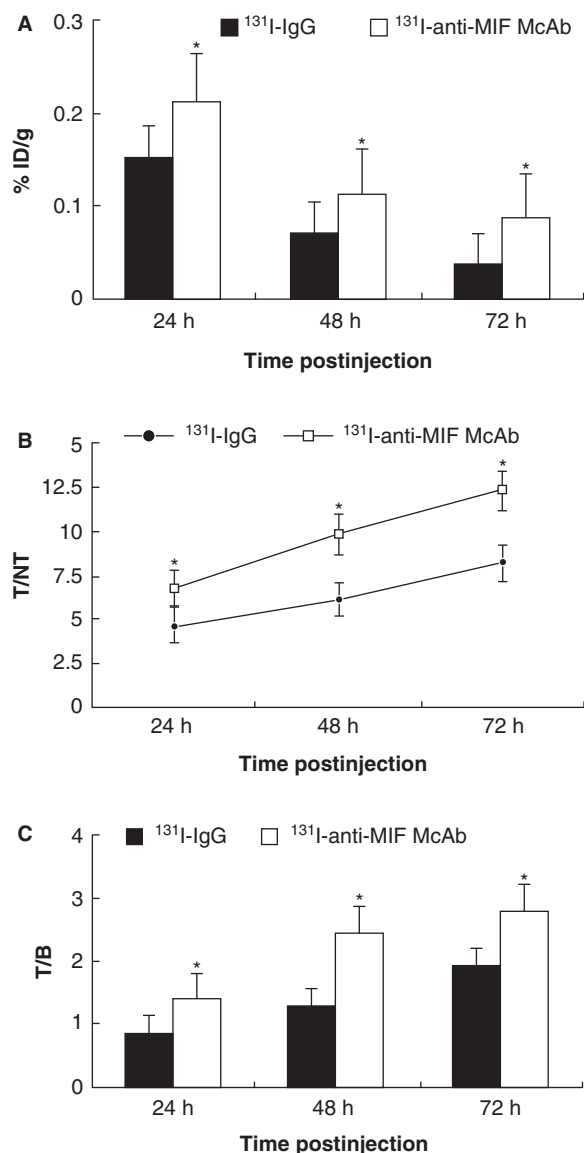 A
¹³¹I-IgG ¹³¹I-anti-MIF McAb
0.3
0.2
0.1
0
% ID/g
* * *
24 h 48 h 72 h
Time postinjection
B
¹³¹I-IgG ¹³¹I-anti-MIF McAb
5
12.5
10
7.5
5
2.5
0
T/NT
* * *
24 h 48 h 72 h
Time postinjection
C
¹³¹I-IgG ¹³¹I-anti-MIF McAb
4
3
2
1
0
T/B
* * *
24 h 48 h 72 h
Time postinjection